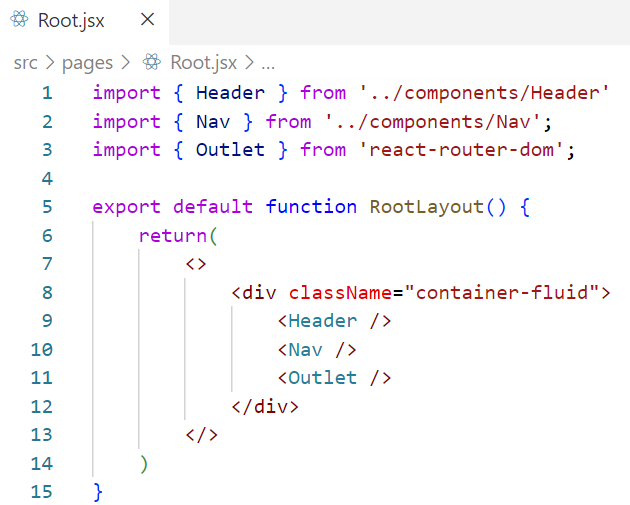 Root.jsx ×
src > pages > Root.jsx > ...
1 import { Header } from '../components/Header'
2 import { Nav } from '../components/Nav';
3 import { Outlet } from 'react-router-dom';
4
5 export default function RootLayout() {
6     return(
7         <>
8             <div className="container-fluid">
9                 <Header />
10                 <Nav />
11                 <Outlet />
12             </div>
13         </>
14     )
15 }